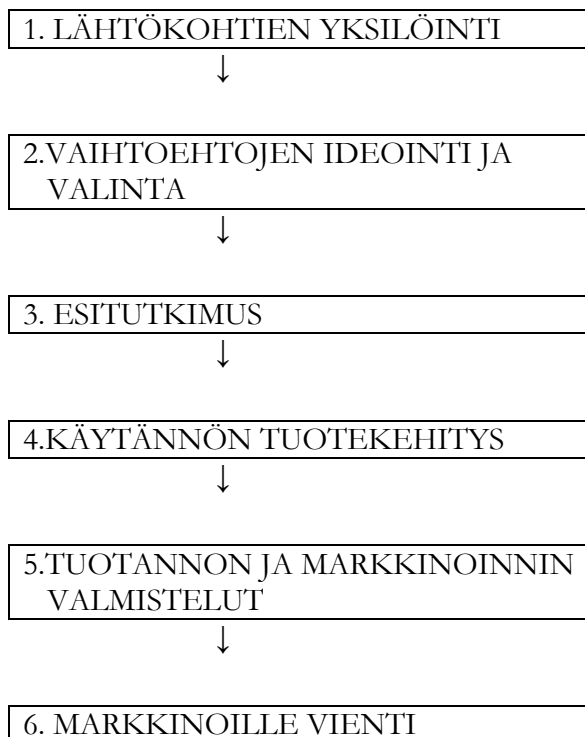 1. LÄHTÖKOHTIEN YKSILÖINTI
↓
2.VAIHTOEHTOJEN IDEOINTI JA
VALINTA
↓
3. ESITUTKIMUS
↓
4.KÄYTÄNNÖN TUOTEKEHITYS
↓
5.TUOTANNON JA MARKKINOINNIN
VALMISTELUT
↓
6. MARKKINOILLE VIENTI